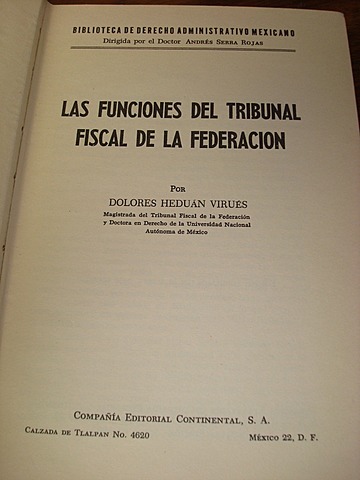 BIBLIOTECA DE DERECHO ADMINISTRATIVO MEXICANO
Dirigida por el Doctor ANDRÉS SERRA ROJAS
LAS FUNCIONES DEL TRIBUNAL
FISCAL DE LA FEDERACION
POR
DOLORES HEDUÁN VIRUÉS
Magistrada del Tribunal Fiscal de la Federación
y Doctora en Derecho de la Universidad Nacional
Autónoma de México
COMPAÑÍA EDITORIAL CONTINENTAL, S. A.
CALZADA DE TLALPAN No. 4620 MÉXICO 22, D. F.